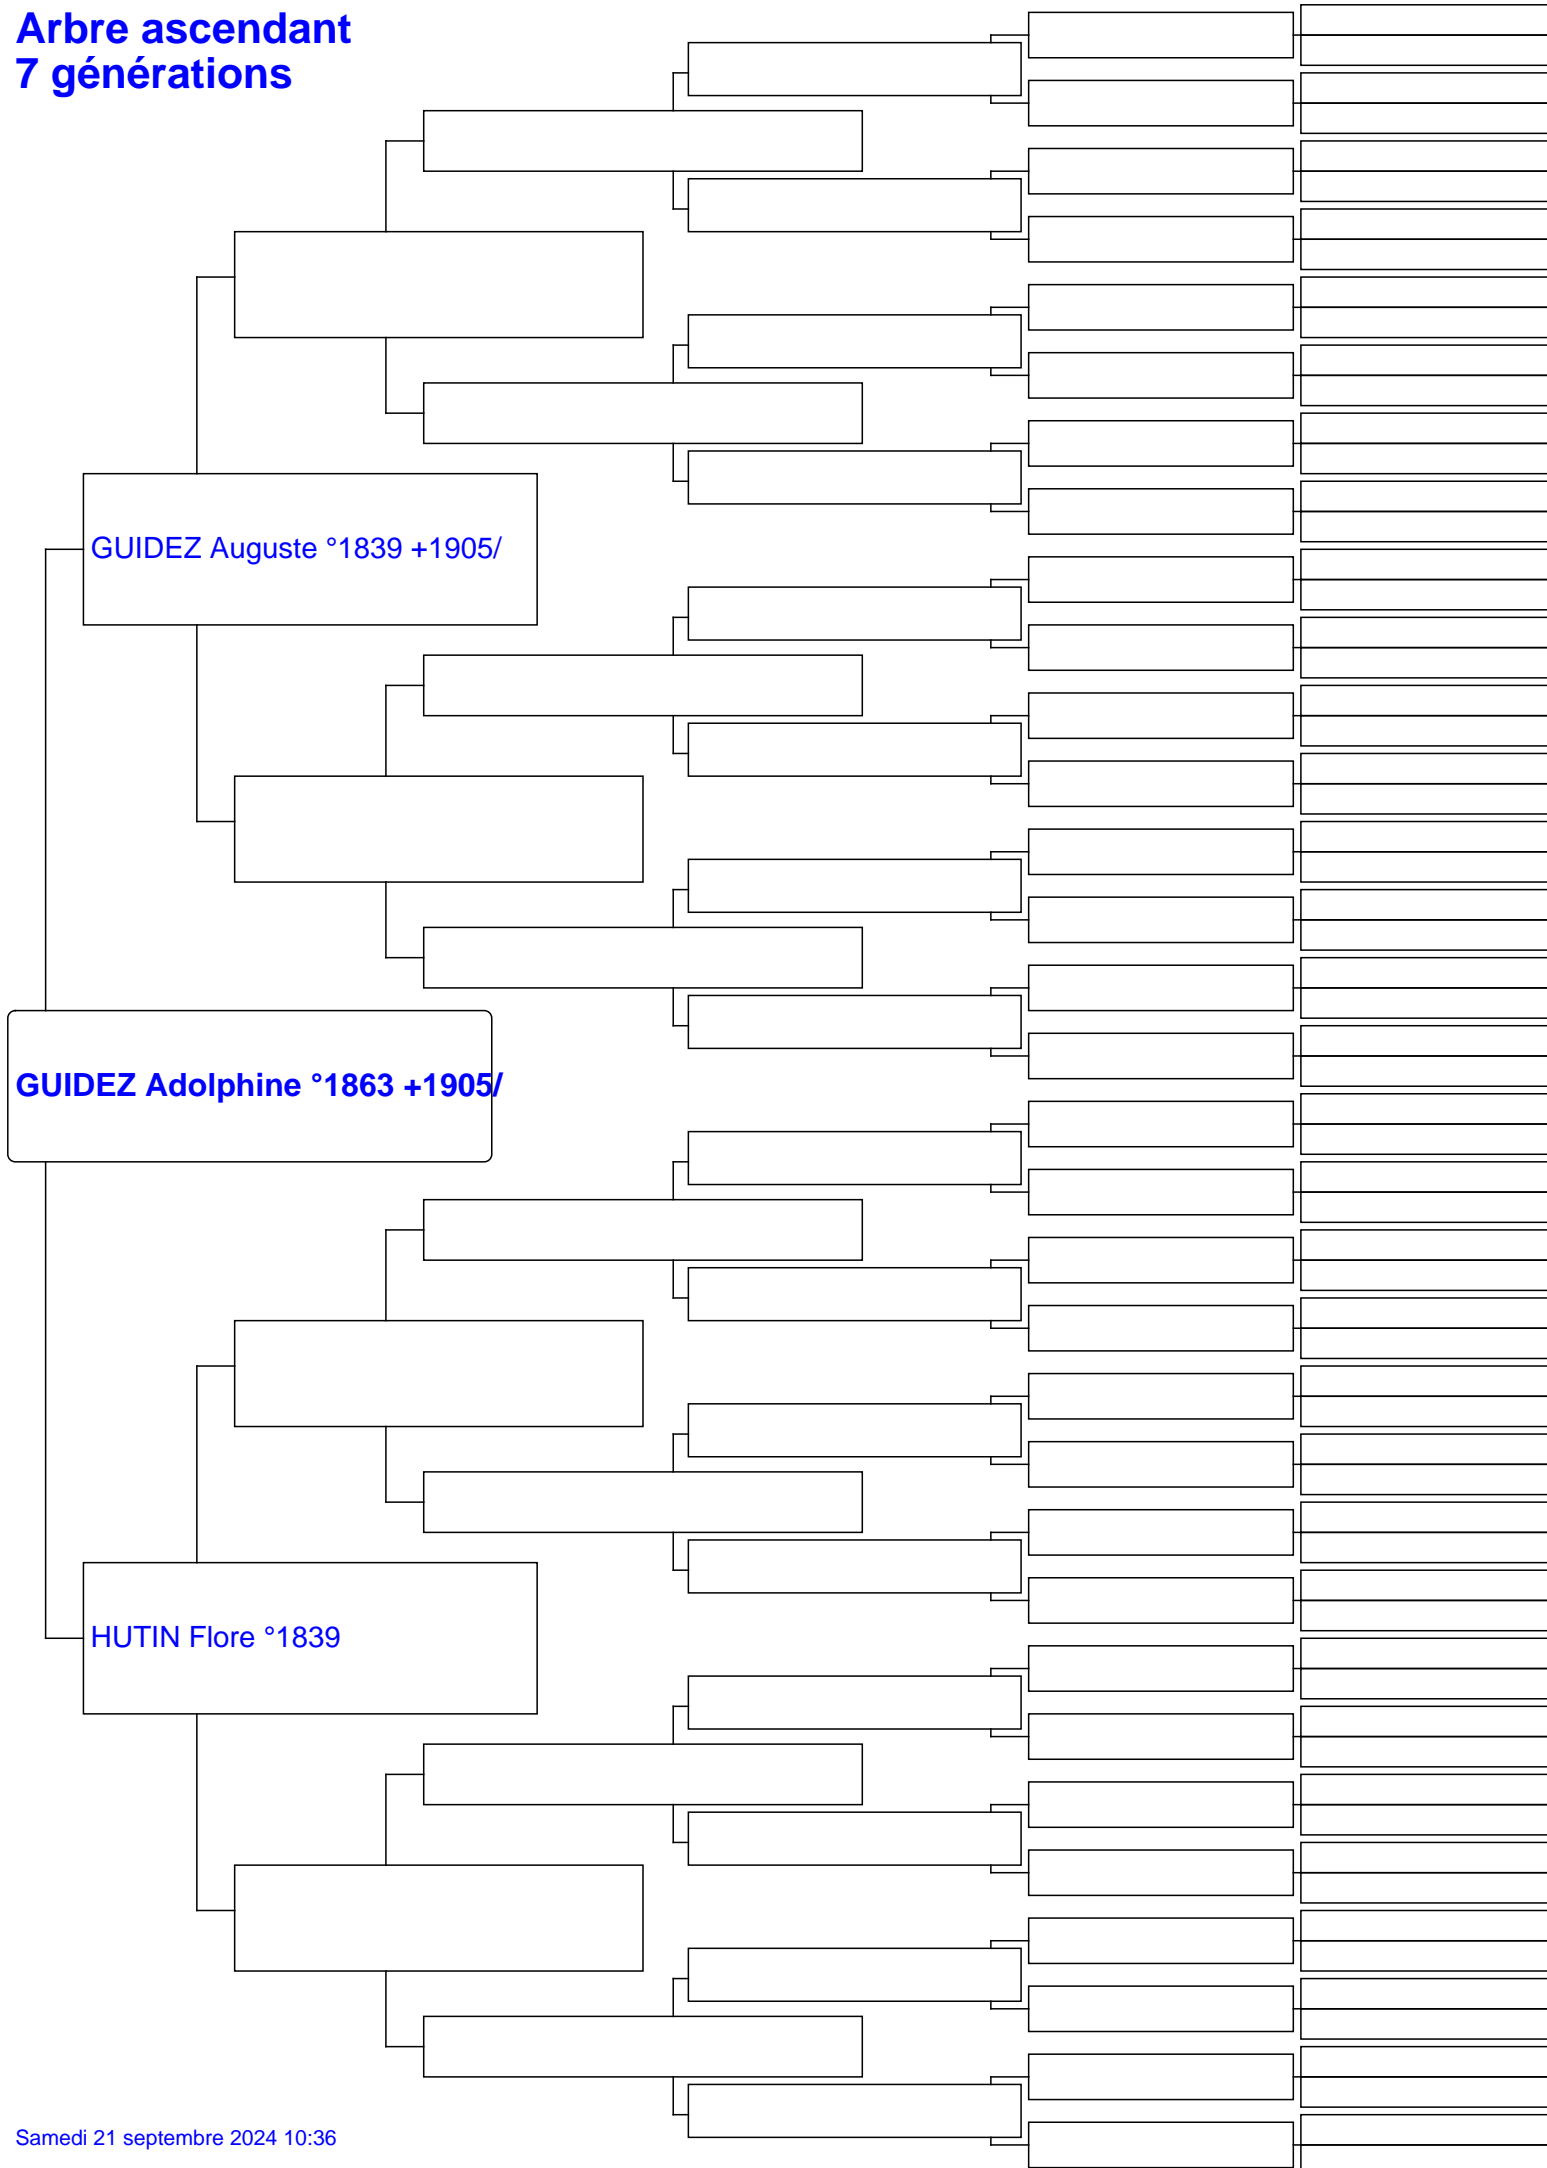 Arbre ascendant
7 générations
GUIDEZ Auguste °1839 +1905/
GUIDEZ Adolphine °1863 +1905/
HUTIN Flore °1839
Samedi 21 septembre 2024 10:36